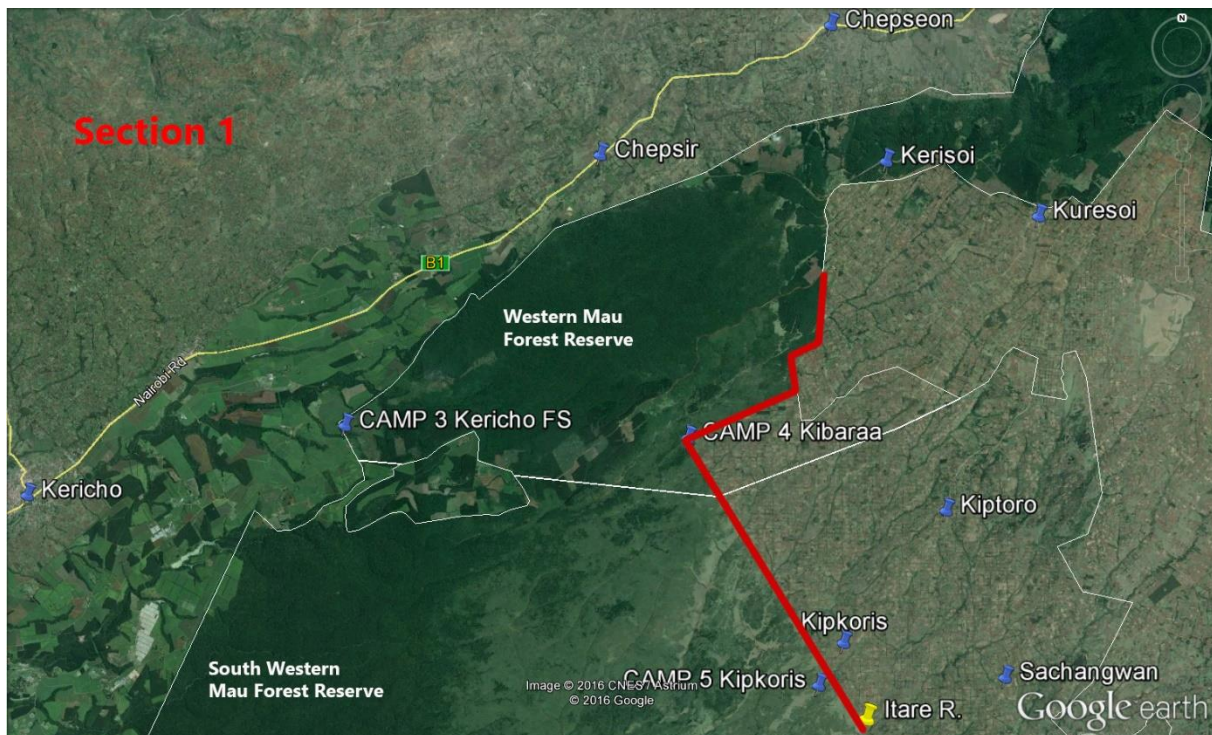 N
Chepseon
Section 1
Chepsir
Kerisoi
Kuresoi
B1
Western Mau
Forest Reserve
Nairobi Rd
CAMP 3 Kericho FS
CAMP 4 Kibaraa
Kericho
Kiptoro
Kipkoris
South Western
Mau Forest Reserve
CAMP 5 Kipkoris
Sachangwan
Image © 2016 CNES / Astrium
© 2016 Google
Itare R.
Google earth